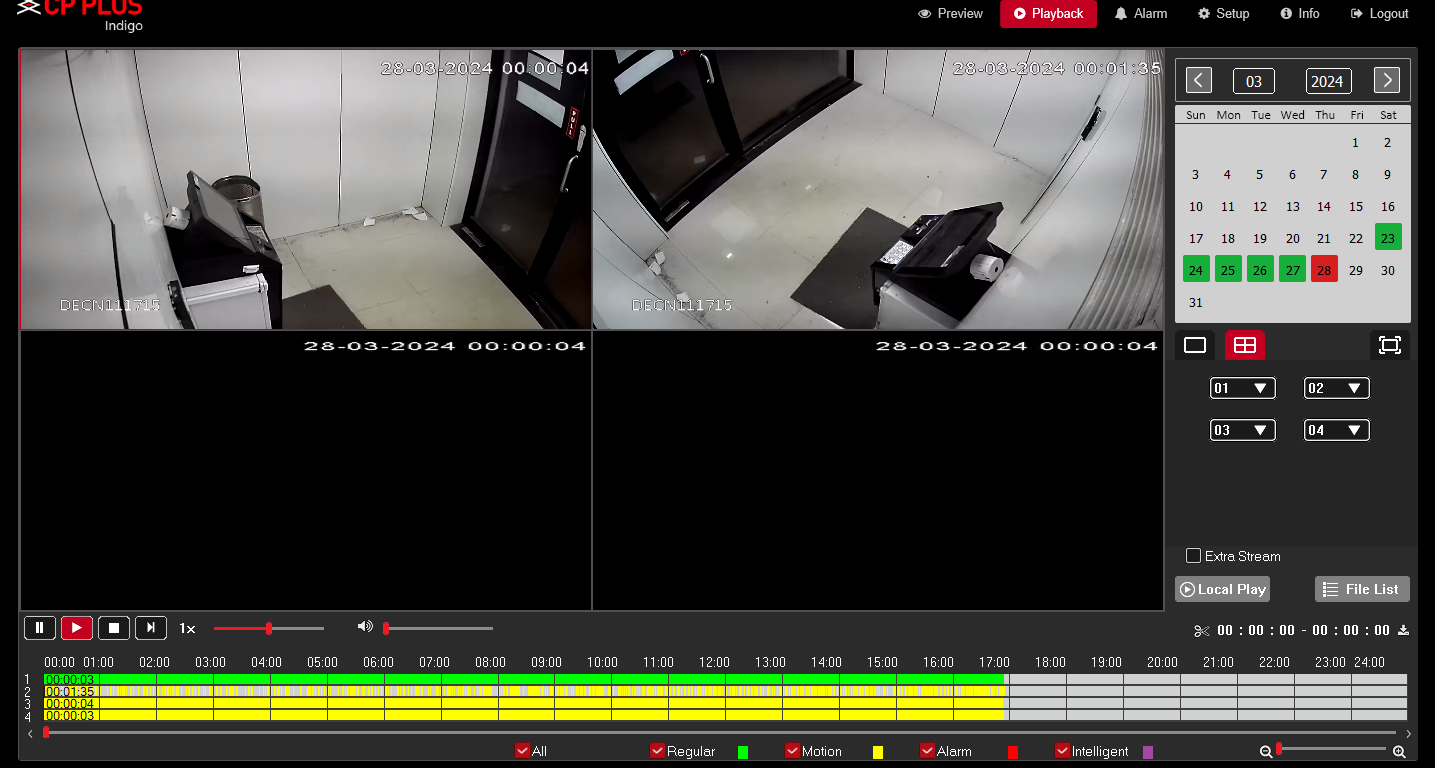 CP PLUS
Indigo
Preview Playback Alarm Setup Info Logout
28-03-2024 00:00:04
28-03-2024 00:01:35
PULL
DECN111715
DECN111715
28-03-2024 00:00:04
28-03-2024 00:00:04
03 2024
Sun Mon Tue Wed Thu Fri Sat
1 2
3 4 5 6 7 8 9
10 11 12 13 14 15 16
17 18 19 20 21 22 23
24 25 26 27 28 29 30
31
01 02
03 04
Extra Stream
Local Play File List
1x
00 : 00 : 00 - 00 : 00 : 00
00:00 01:00 02:00 03:00 04:00 05:00 06:00 07:00 08:00 09:00 10:00 11:00 12:00 13:00 14:00 15:00 16:00 17:00 18:00 19:00 20:00 21:00 22:00 23:00 24:00
1 00:00:03
2 00:01:35
3 00:00:04
4 00:00:03
All Regular Motion Alarm Intelligent